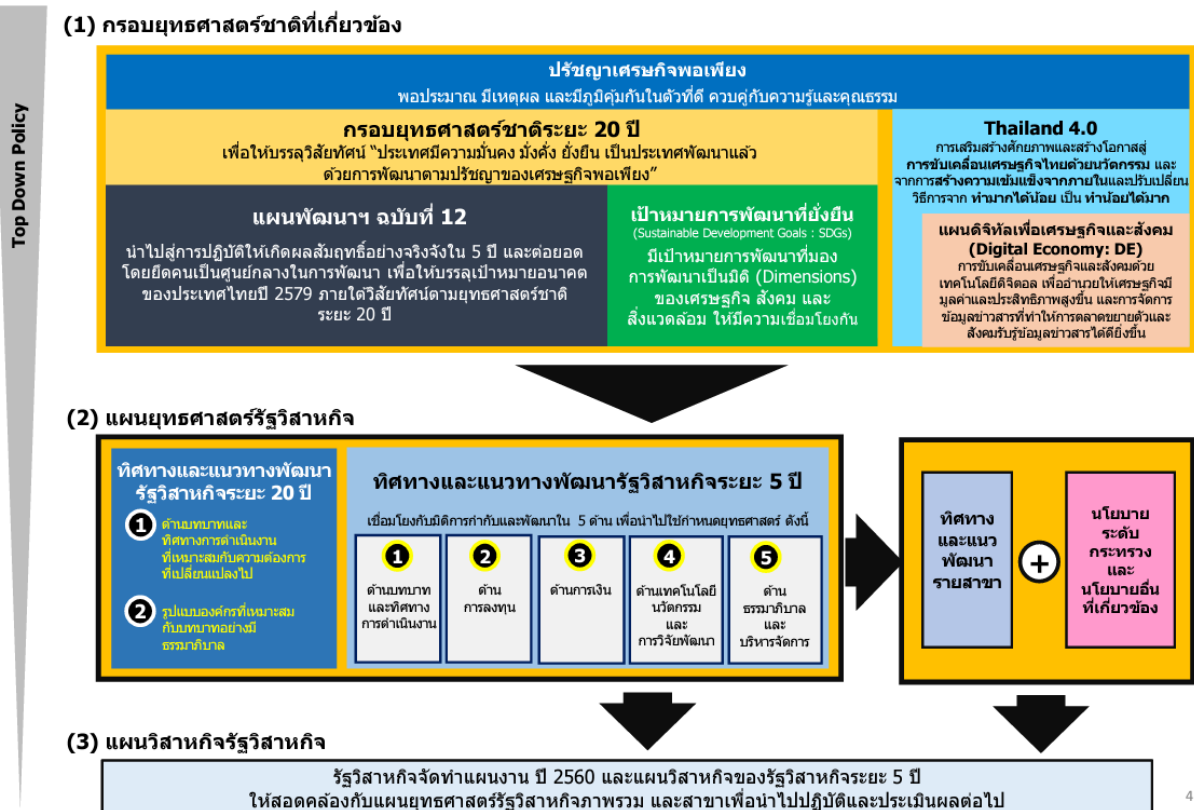 (1) กรอบยุทธศาสตร์ชาติที่เกี่ยวข้อง
Top Down Policy
ปรัชญาเศรษฐกิจพอเพียง
พอประมาณ มีเหตุผล และมีภูมิคุ้มกันในตัวที่ดี ควบคู่กับความรู้และคุณธรรม
กรอบยุทธศาสตร์ชาติระยะ 20 ปี
เพื่อให้บรรลุวิสัยทัศน์ "ประเทศมีความมั่นคง มั่งคั่ง ยั่งยืน เป็นประเทศพัฒนาแล้ว
ด้วยการพัฒนาตามปรัชญาของเศรษฐกิจพอเพียง"
แผนพัฒนาฯ ฉบับที่ 12
นำไปสู่การปฏิบัติให้เกิดผลสัมฤทธิ์อย่างจริงจังใน 5 ปี และต่อยอด
โดยยึดคนเป็นศูนย์กลางในการพัฒนา เพื่อให้บรรลุเป้าหมายอนาคต
ของประเทศไทยปี 2579 ภายใต้วิสัยทัศน์ตามยุทธศาสตร์ชาติ
ระยะ 20 ปี
เป้าหมายการพัฒนาที่ยั่งยืน
(Sustainable Development Goals : SDGs)
มีเป้าหมายการพัฒนาที่มอง
การพัฒนาเป็นมิติ (Dimensions)
ของเศรษฐกิจ สังคม และ
สิ่งแวดล้อม ให้มีความเชื่อมโยงกัน
Thailand 4.0
การเสริมสร้างศักยภาพและสร้างโอกาสสู่
การขับเคลื่อนเศรษฐกิจไทยด้วยนวัตกรรม และ
จากการสร้างความเข้มแข็งจากภายในและปรับเปลี่ยน
วิธีการจาก ทำมากได้น้อย เป็น ทำน้อยได้มาก
แผนดิจิทัลเพื่อเศรษฐกิจและสังคม
(Digital Economy: DE)
การขับเคลื่อนเศรษฐกิจและสังคมด้วย
เทคโนโลยีดิจิตอล เพื่ออำนวยให้เศรษฐกิจมี
มูลค่าและประสิทธิภาพสูงขึ้น และการจัดการ
ข้อมูลข่าวสารที่ทำให้การตลาดขยายตัวและ
สังคมรับรู้ข้อมูลข่าวสารได้ดียิ่งขึ้น
(2) แผนยุทธศาสตร์รัฐวิสาหกิจ
ทิศทางและแนวทางพัฒนา
รัฐวิสาหกิจระยะ 20 ปี
1 ด้านบทบาทและ
ทิศทางการดำเนินงาน
ที่เหมาะสมกับความต้องการ
ที่เปลี่ยนแปลงไป
2 รูปแบบองค์กรที่เหมาะสม
กับบทบาทอย่างมี
ธรรมาภิบาล
ทิศทางและแนวทางพัฒนารัฐวิสาหกิจระยะ 5 ปี
เชื่อมโยงกับมิติการกำกับและพัฒนาใน 5 ด้าน เพื่อนำไปใช้กำหนดยุทธศาสตร์ ดังนี้
1
ด้านบทบาท
และทิศทาง
การดำเนินงาน
2
ด้าน
การลงทุน
3
ด้านการเงิน
4
ด้านเทคโนโลยี
นวัตกรรม
และ
การวิจัยพัฒนา
5
ด้าน
ธรรมาภิบาล
และ
บริหารจัดการ
ทิศทาง
และแนว
พัฒนา
รายสาขา
+
นโยบาย
ระดับ
กระทรวง
และ
นโยบายอื่น
ที่เกี่ยวข้อง
(3) แผนวิสาหกิจรัฐวิสาหกิจ
รัฐวิสาหกิจจัดทำแผนงาน ปี 2560 และแผนวิสาหกิจของรัฐวิสาหกิจระยะ 5 ปี
ให้สอดคล้องกับแผนยุทธศาสตร์รัฐวิสาหกิจภาพรวม และสาขาเพื่อนำไปปฏิบัติและประเมินผลต่อไป
4